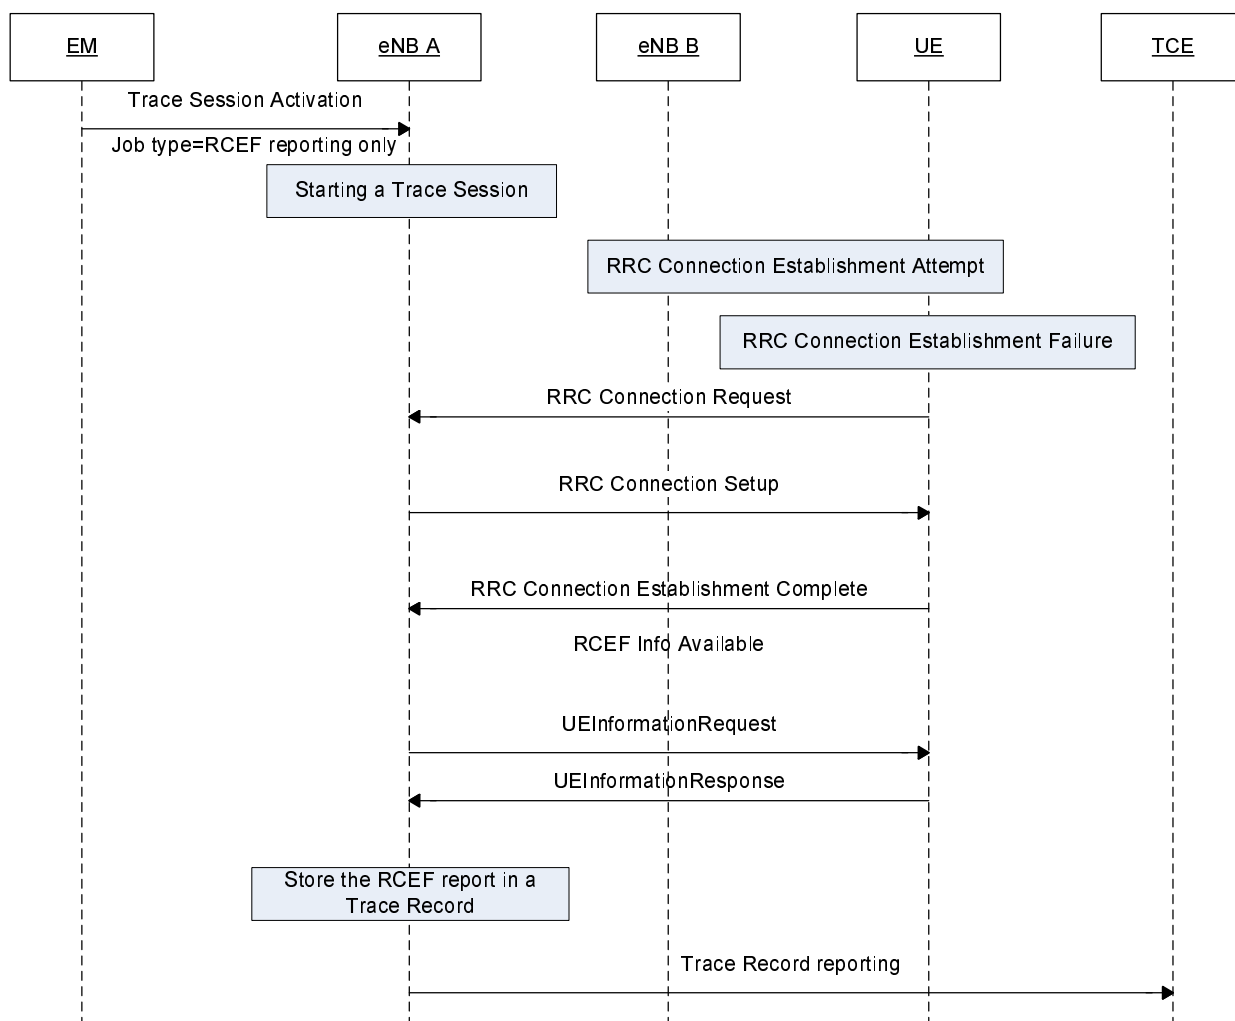 EM
eNB A
eNB B
UE
TCE
Trace Session Activation
Job type=RCEF reporting only
Starting a Trace Session
RRC Connection Establishment Attempt
RRC Connection Establishment Failure
RRC Connection Request
RRC Connection Setup
RRC Connection Establishment Complete
RCEF Info Available
UEInformationRequest
UEInformationResponse
Store the RCEF report in a
Trace Record
Trace Record reporting